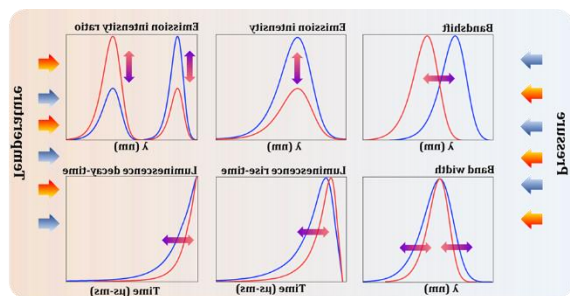 Emission intensity ratio
Emission intensity
Bandshift
λ (nm)
λ (nm)
λ (nm)
Temperature
Pressure
Luminescence decay-time
Luminescence rise-time
Band width
Time (µs-ms)
Time (µs-ms)
λ (nm)